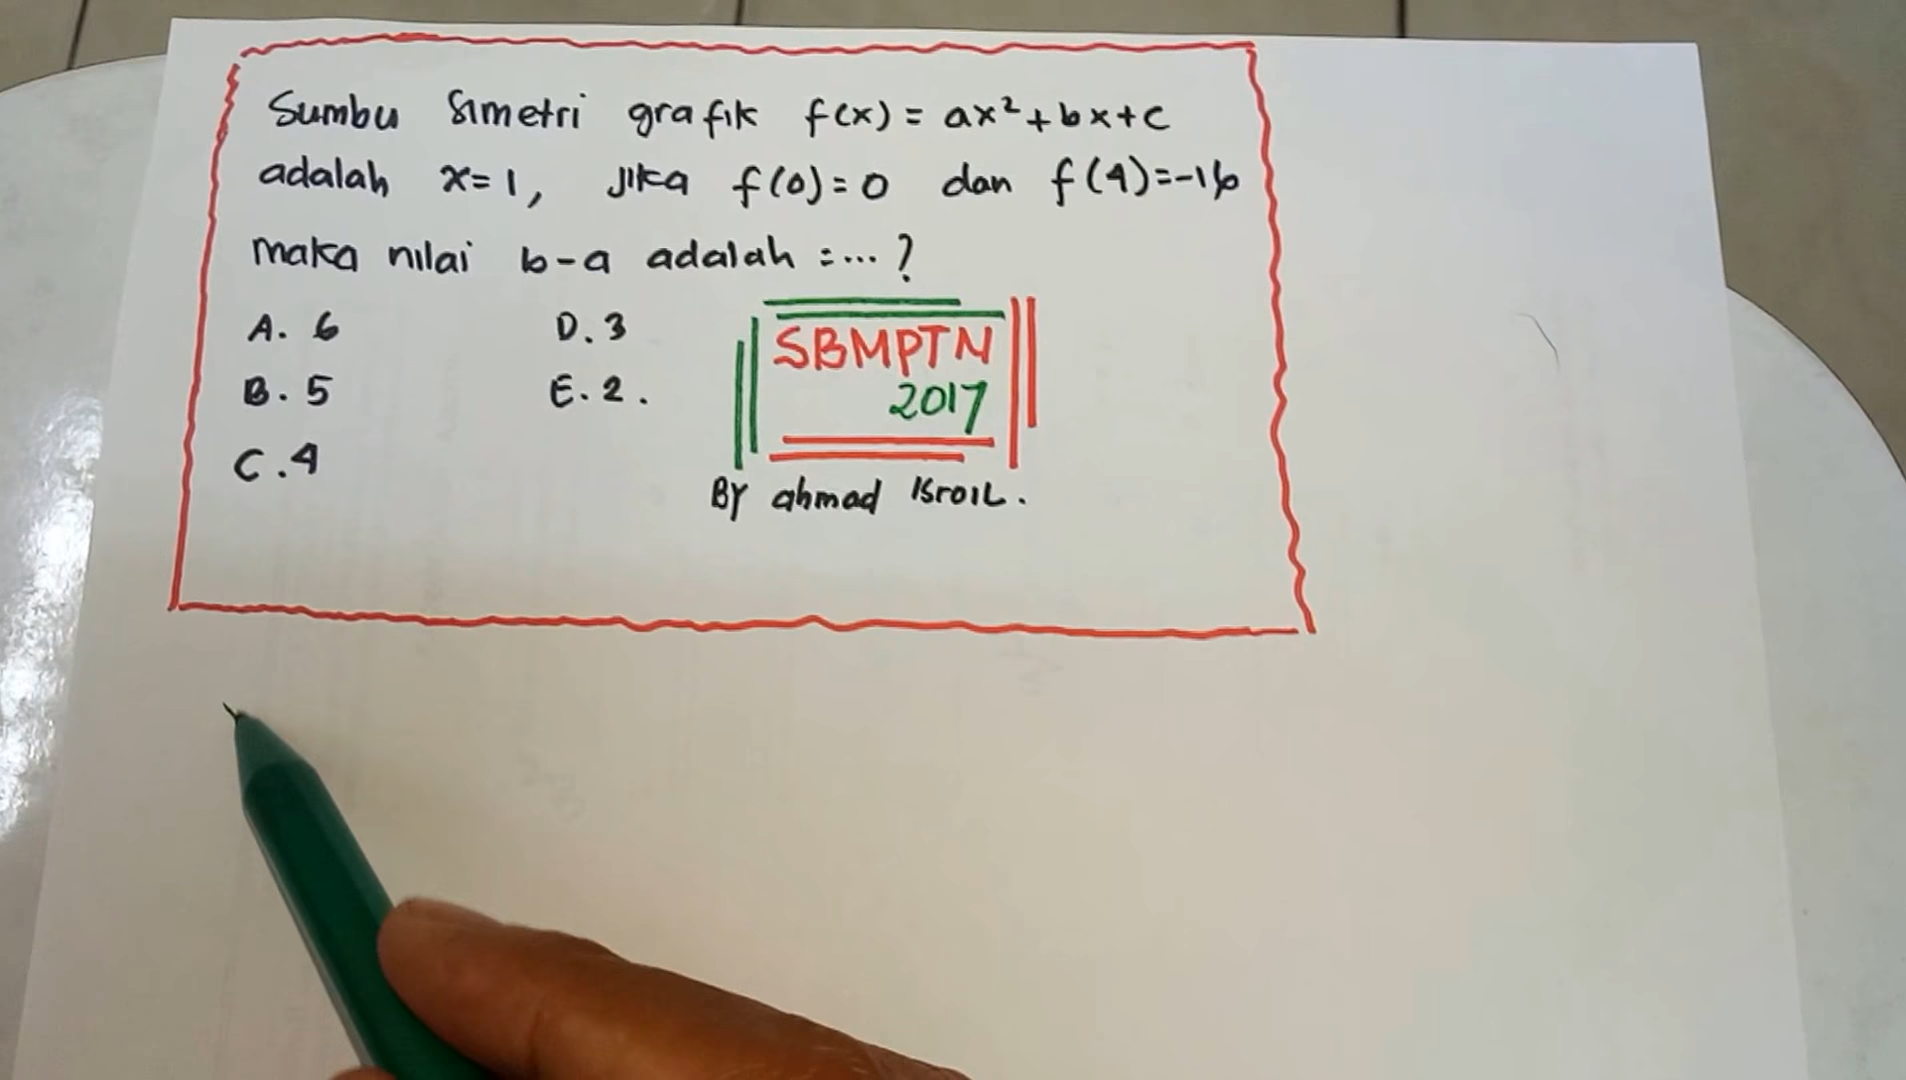 Sumbu Simetri grafik f(x) = ax²+bx+c
adalah x=1, Jika f(0)=0 dan f(4)=-16
maka nilai b-a adalah =...?
A. 6
B. 5
C. 4
D. 3
E. 2.
SBMPTN
2017
By ahmad Isroil.